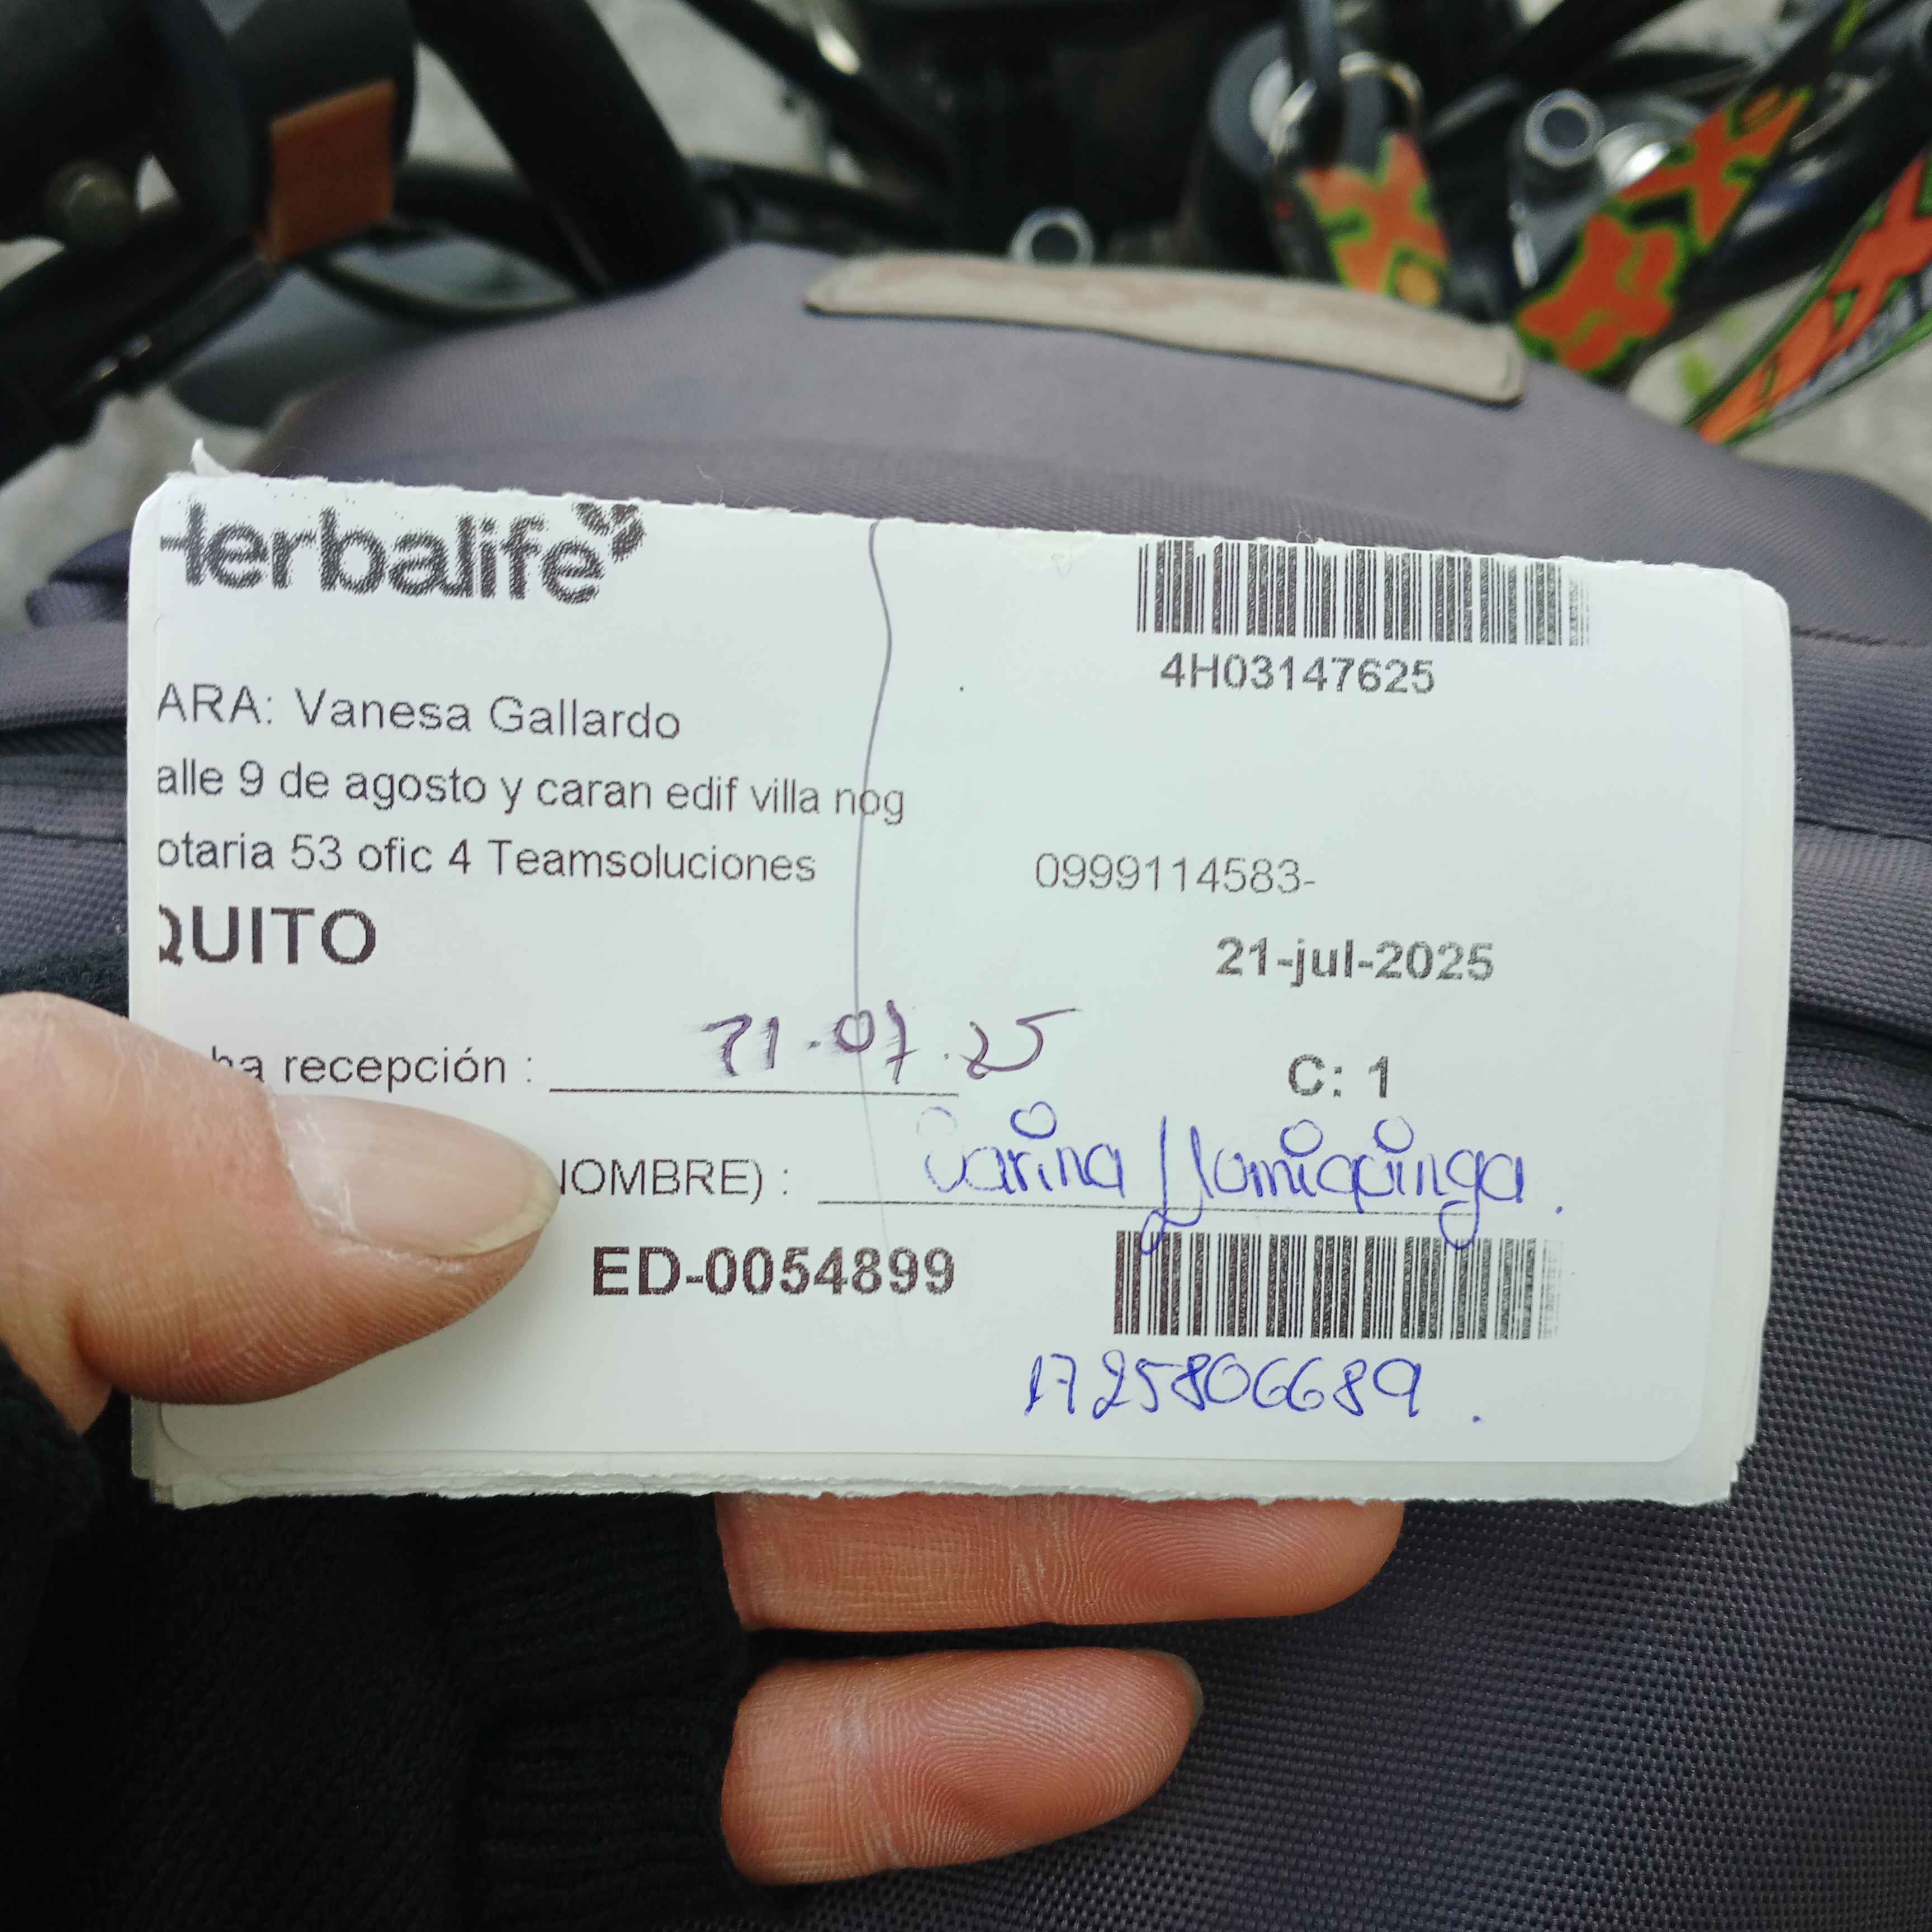 Herbalife
4H03147625
ARA: Vanesa Gallardo
alle 9 de agosto y caran edif villa nog
otaria 53 ofic 4 Teamsoluciones
0999114583-
QUITO
21-jul-2025
ha recepción : 21.07.25
C: 1
NOMBRE) : Carina Llumiquinga.
ED-0054899
1725806689.